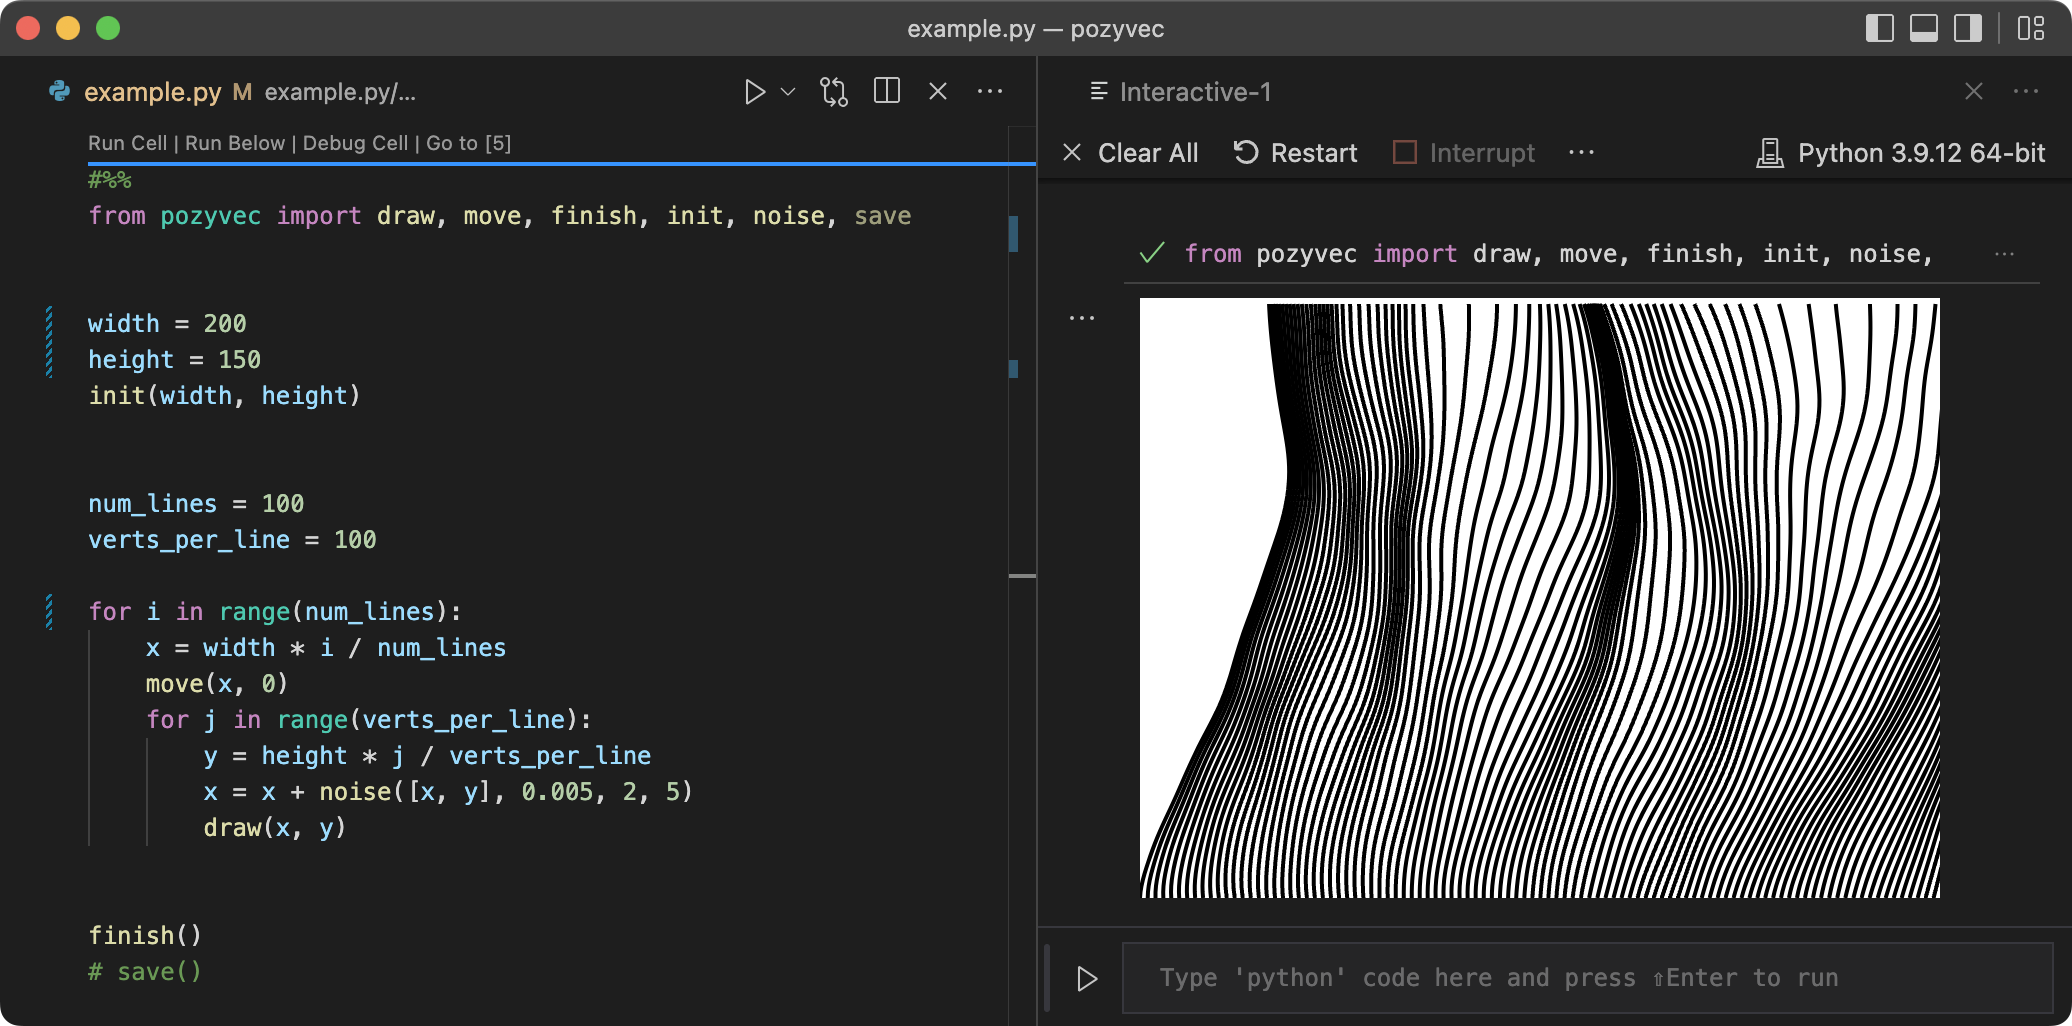 example.py — pozyvec
example.py M example.py/...
Run Cell | Run Below | Debug Cell | Go to [5]
#%%
from pozyvec import draw, move, finish, init, noise, save
width = 200
height = 150
init(width, height)
num_lines = 100
verts_per_line = 100
for i in range(num_lines):
    x = width * i / num_lines
    move(x, 0)
    for j in range(verts_per_line):
        y = height * j / verts_per_line
        x = x + noise([x, y], 0.005, 2, 5)
        draw(x, y)
finish()
# save()
Interactive-1
Clear All Restart Interrupt ... Python 3.9.12 64-bit
from pozyvec import draw, move, finish, init, noise, ...
Type 'python' code here and press ⇧Enter to run